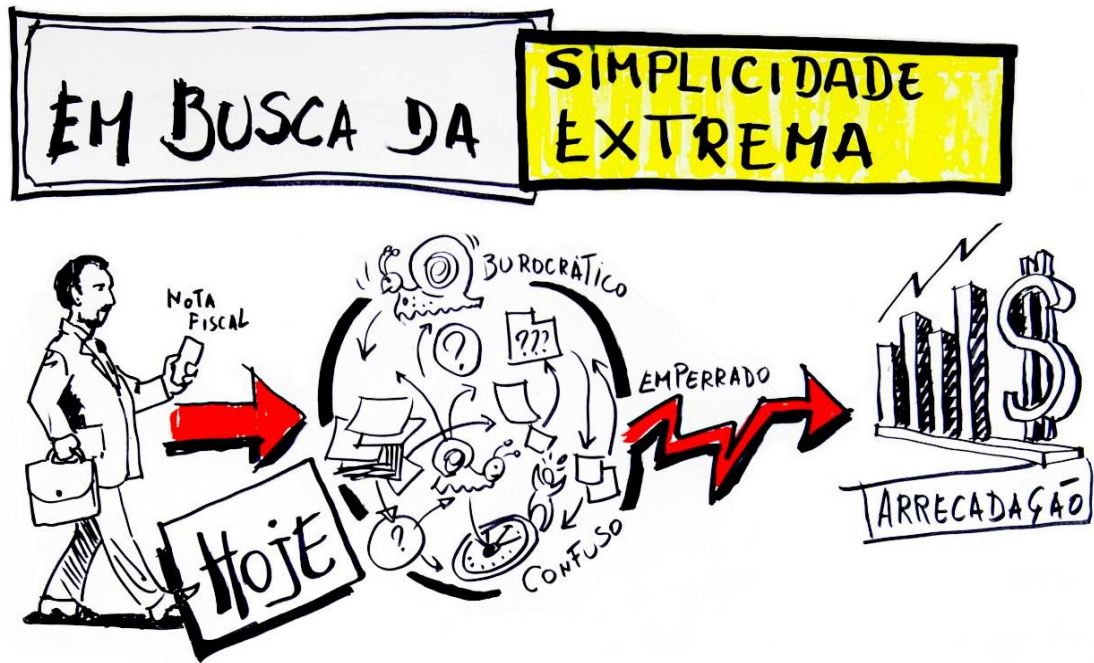 EM BUSCA DA
SIMPLICIDADE
EXTREMA
NOTA
FISCAL
BUROCRÁTICO
?
???
EMPERRADO
?
CONFUSO
HOJE
$
ARRECADAÇÃO